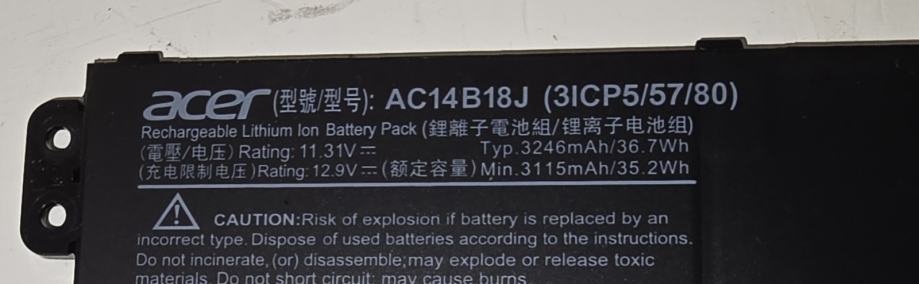 acer (型號/型号): AC14B18J (3ICP5/57/80)
Rechargeable Lithium Ion Battery Pack (鋰離子電池組/锂离子电池组)
(電壓/电压) Rating: 11.31V⎓ Typ.3246mAh/36.7Wh
(充电限制电压)Rating: 12.9V⎓ (额定容量) Min.3115mAh/35.2Wh
CAUTION:Risk of explosion if battery is replaced by an
incorrect type. Dispose of used batteries according to the instructions.
Do not incinerate,(or) disassemble;may explode or release toxic
materials. Do not short circuit; may cause burns